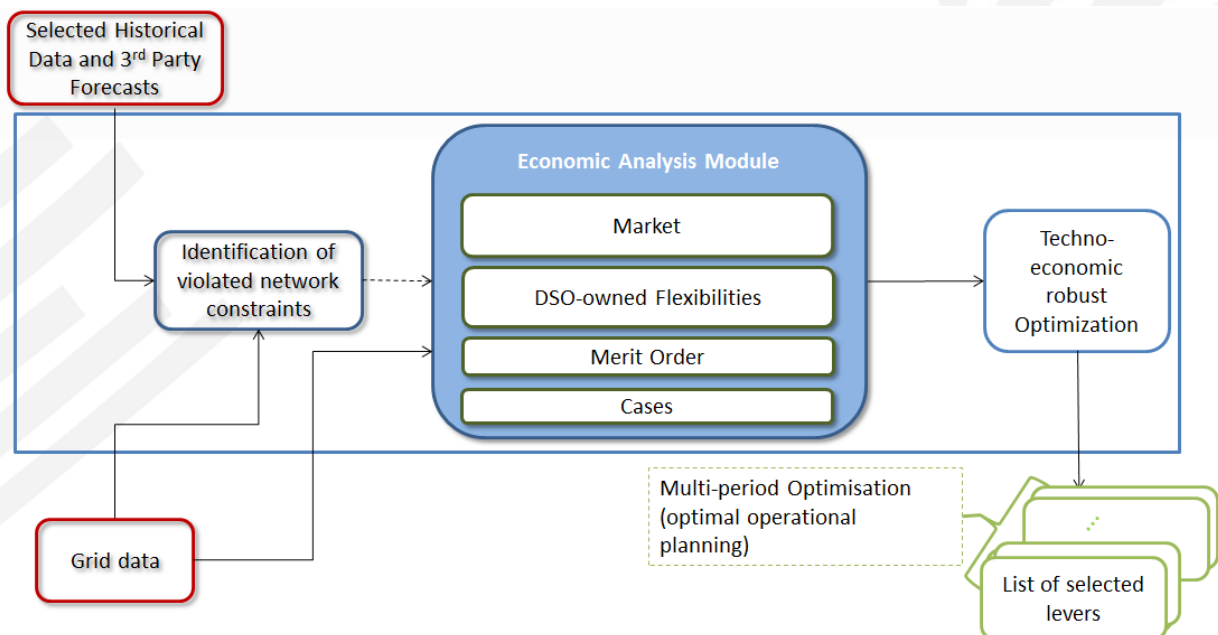 Selected Historical
Data and 3rd Party
Forecasts
Economic Analysis Module
Market
DSO-owned Flexibilities
Merit Order
Cases
Identification of
violated network
constraints
Techno-
economic
robust
Optimization
Grid data
Multi-period Optimisation
(optimal operational
planning)
...
List of selected
levers